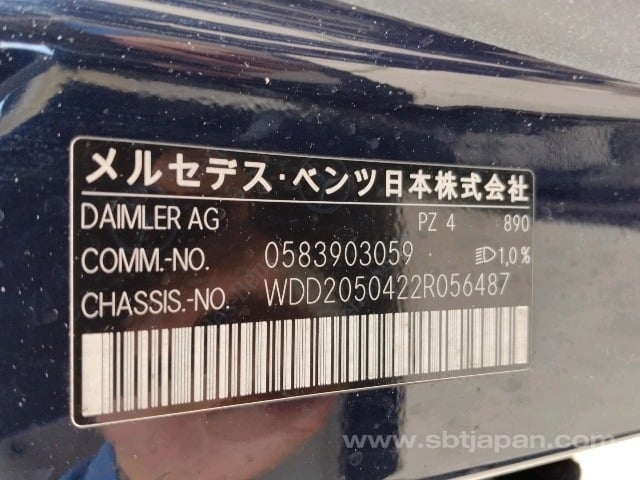 メルセデス・ベンツ日本株式会社
DAIMLER AG PZ 4 890
COMM.-NO. 0583903059 1,0%
CHASSIS.-NO. WDD2050422R056487
www.sbtjapan.com